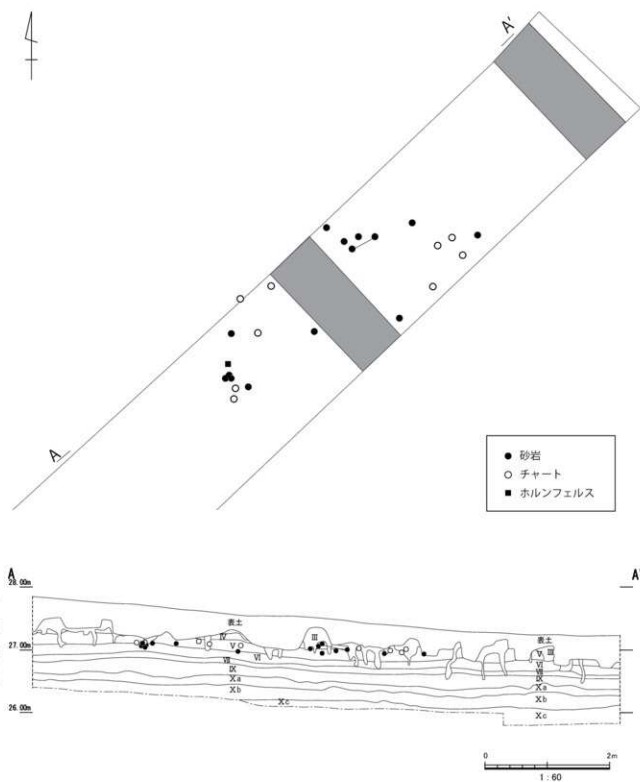 A'
A
● 砂岩
○ チャート
■ ホルンフェルス
A
A'
28.00m
表土
Ⅲ
Ⅳ
27.00m
表土
Ⅴ
Ⅴ
Ⅲ
Ⅵ
Ⅵ
Ⅶ
Ⅶ
Ⅸ
Ⅸ
Ⅹa
Ⅹa
Ⅹb
Ⅹb
Ⅹc
26.00m
Ⅹc
0
2m
1:60